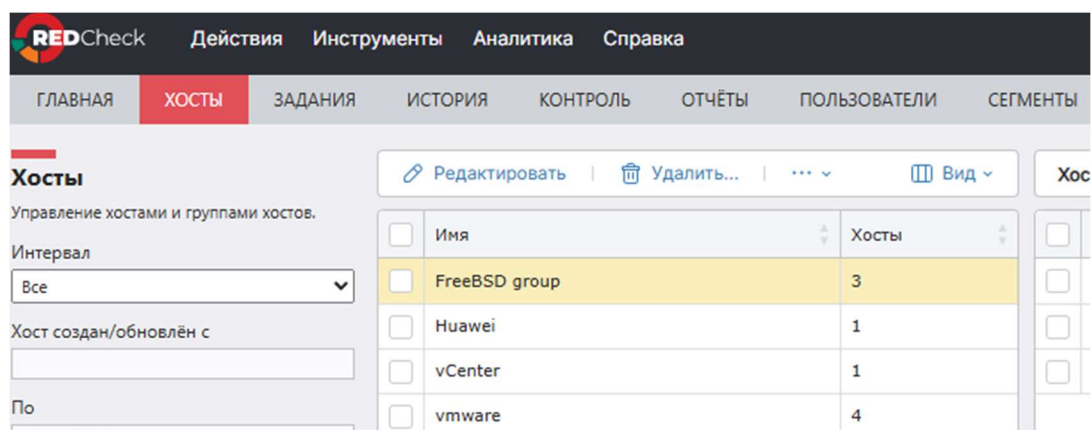 REDCheck Действия Инструменты Аналитика Справка
ГЛАВНАЯ ХОСТЫ ЗАДАНИЯ ИСТОРИЯ КОНТРОЛЬ ОТЧЁТЫ ПОЛЬЗОВАТЕЛИ СЕГМЕНТЫ
Хосты
Управление хостами и группами хостов.
Интервал
Все
Хост создан/обновлён с
По
Редактировать Удалить... ... Вид
Имя Хосты
FreeBSD group 3
Huawei 1
vCenter 1
vmware 4
Хос